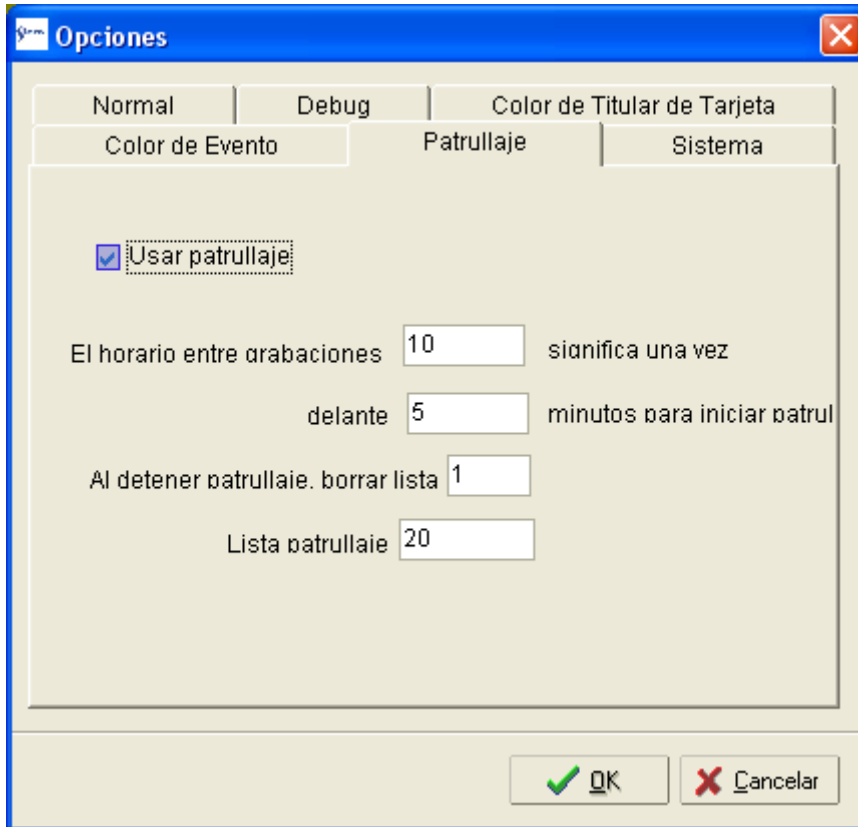 Opciones
Normal Debug Color de Titular de Tarjeta
Color de Evento Patrullaje Sistema
Usar patrullaje
El horario entre grabaciones 10 significa una vez
delante 5 minutos para iniciar patrul
Al detener patrullaje, borrar lista 1
Lista patrullaje 20
OK Cancelar